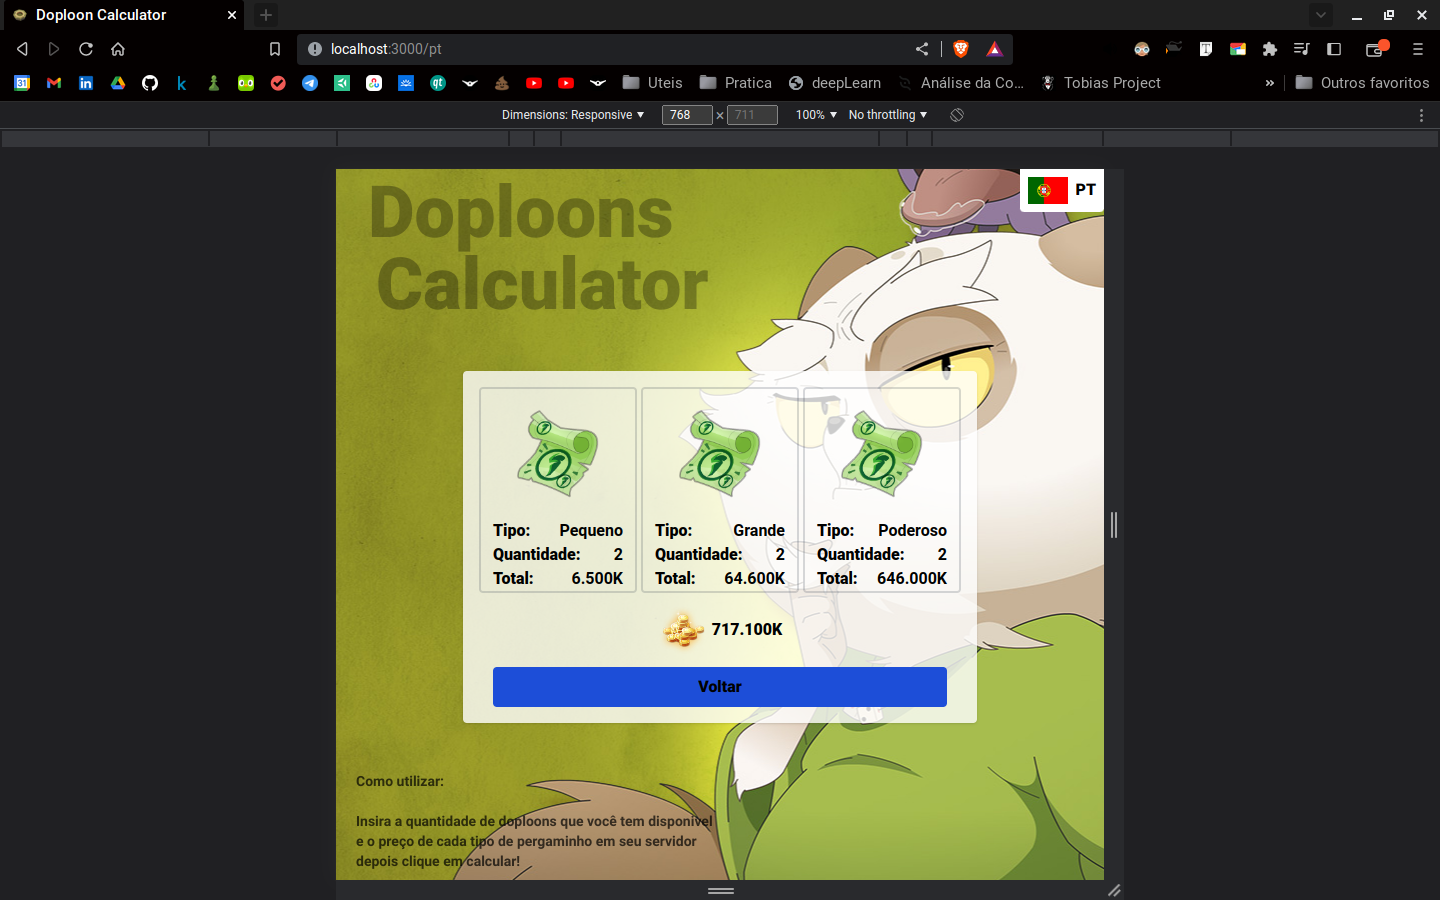 Doploon Calculator
localhost:3000/pt
Uteis
Pratica
deepLearn
Análise da Co...
Tobias Project
»
Outros favoritos
Dimensions: Responsive
768
×
711
100%
No throttling
Doploons
Calculator
PT
Tipo: Pequeno
Quantidade: 2
Total: 6.500K
Tipo: Grande
Quantidade: 2
Total: 64.600K
Tipo: Poderoso
Quantidade: 2
Total: 646.000K
717.100K
Voltar
Como utilizar:
Insira a quantidade de doploons que você tem disponível
e o preço de cada tipo de pergaminho em seu servidor
depois clique em calcular!